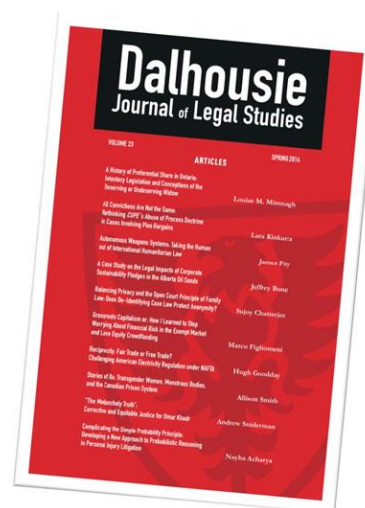 Dalhousie
Journal of Legal Studies
VOLUME 23
SPRING 2014
ARTICLES
A History of Preferential Share in Ontario:
Intestacy Legislation and Conceptions of the
Deserving or Undeserving Widow
Louise M. Mimnagh
All Convictions Are Not the Same:
Rethinking CUPE's Abuse of Process Doctrine
in Cases Involving Plea Bargains
Lara Kinkartz
Autonomous Weapons Systems: Taking the Human
out of International Humanitarian Law
James Foy
A Case Study on the Legal Impacts of Corporate
Sustainability Pledges in the Alberta Oil Sands
Jeffrey Bone
Balancing Privacy and the Open Court Principle of Family
Law: Does De-Identifying Case Law Protect Anonymity?
Sujoy Chatterjee
Grassroots Capitalism or: How I Learned to Stop
Worrying About Financial Risk in the Exempt Market
and Love Equity Crowdfunding
Marco Figliomeni
Reciprocity: Fair Trade or Free Trade?
Challenging American Electricity Regulation under NAFTA
Hugh Goodday
Stories of Os: Transgender Women, Monstrous Bodies,
and the Canadian Prison System
Allison Smith
"The Melancholy Truth":
Corrective and Equitable Justice for Omar Khadr
Andrew Sniderman
Complicating the Simple Probability Principle:
Developing a New Approach to Probabilistic Reasoning
in Personal Injury Litigation
Nayha Acharya